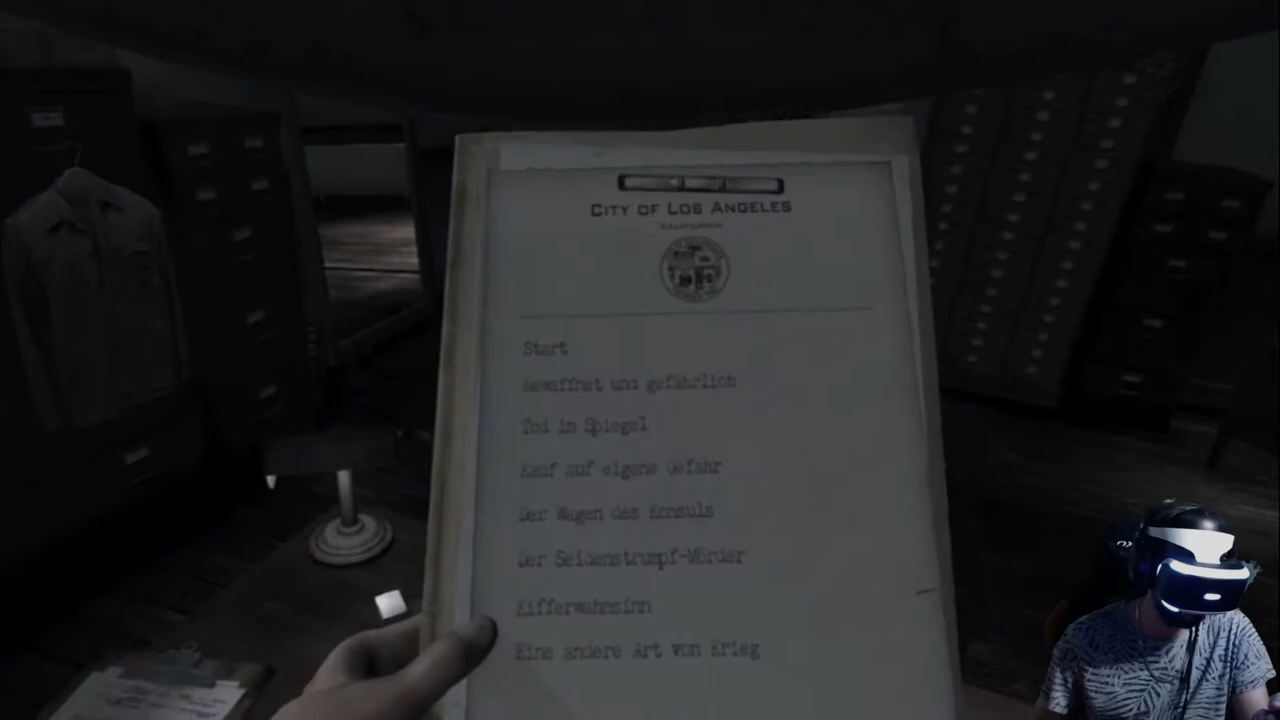 City of Los Angeles
California
Start
Bewaffnet und gefährlich
Tod im Spiegel
Kauf auf eigene Gefahr
Der Wagen des Konsuls
Der Seidenstrumpf-Mörder
Kifferwahnsinn
Eine andere Art von Krieg